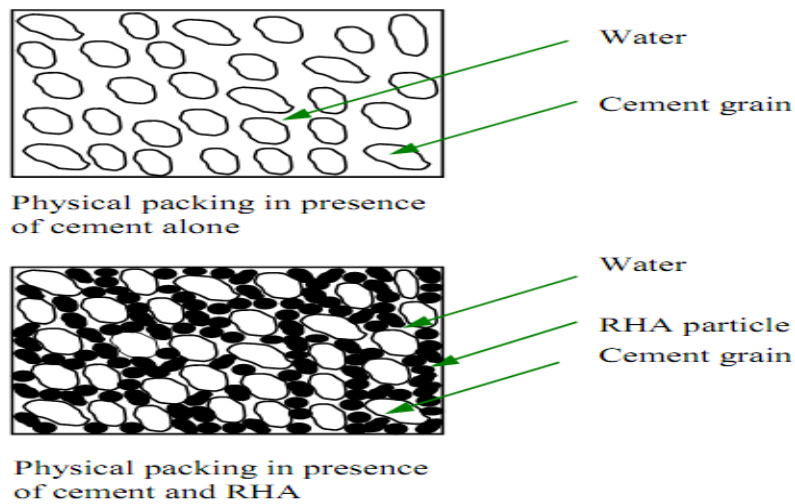 Water
Cement grain
Physical packing in presence
of cement alone
Water
RHA particle
Cement grain
Physical packing in presence
of cement and RHA